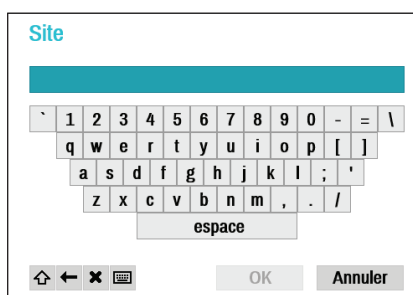 Site
` 1 2 3 4 5 6 7 8 9 0 - = \
q w e r t y u i o p [ ]
a s d f g h j k l ; '
z x c v b n m , . /
espace
OK Annuler